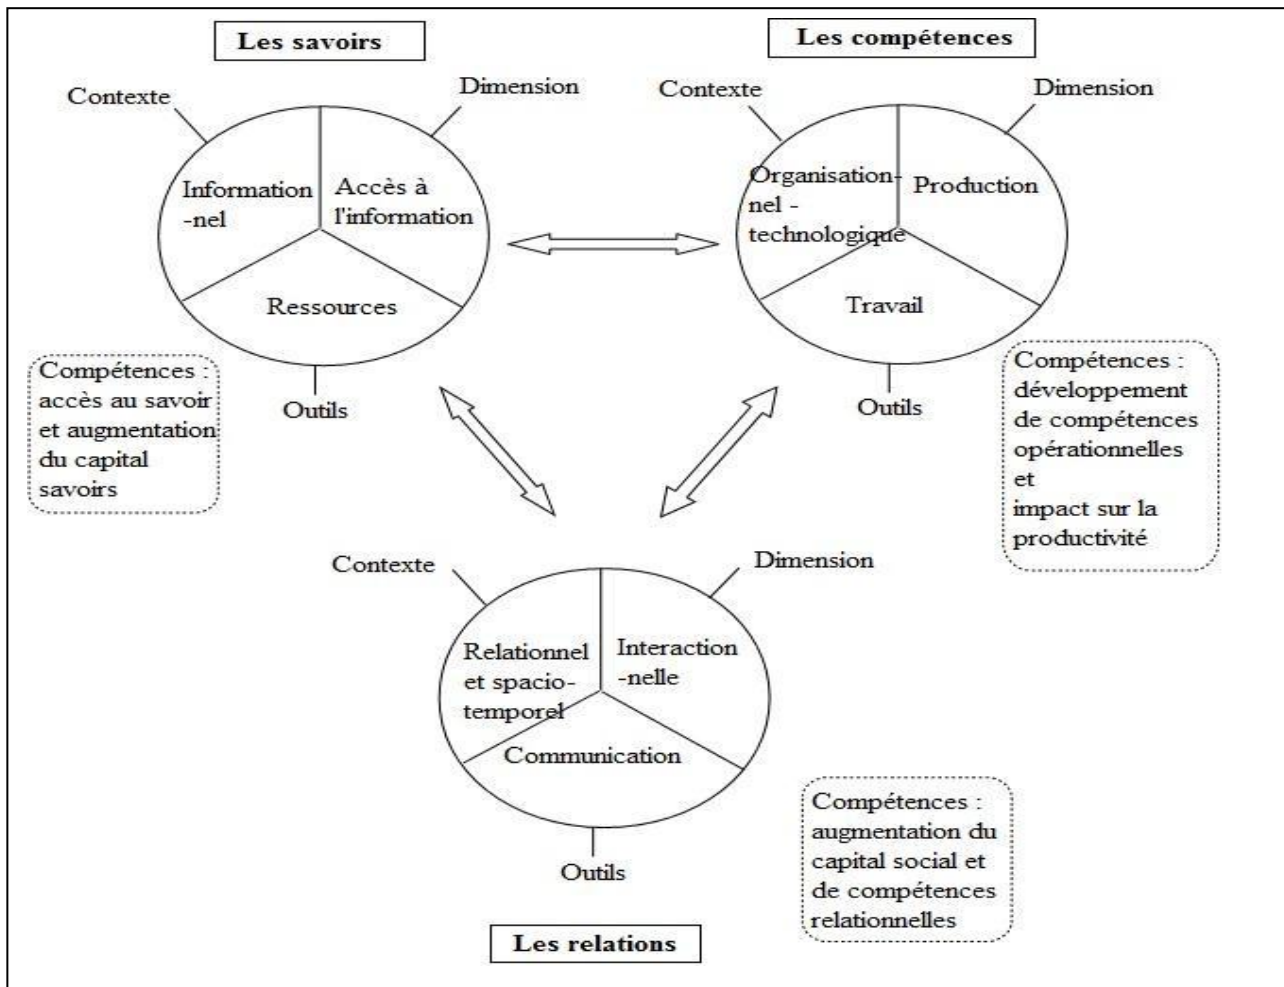 Les savoirs
Contexte
Dimension
Information
-nel
Accès à
l'information
Ressources
Outils
Compétences :
accès au savoir
et augmentation
du capital
savoirs
Les compétences
Contexte
Dimension
Organisation-
nel -
technologique
Production
Travail
Outils
Compétences :
développement
de compétences
opérationnelles
et
impact sur la
productivité
Contexte
Dimension
Relationnel
et spacio-
temporel
Interaction
-nelle
Communication
Outils
Les relations
Compétences :
augmentation du
capital social et
de compétences
relationnelles